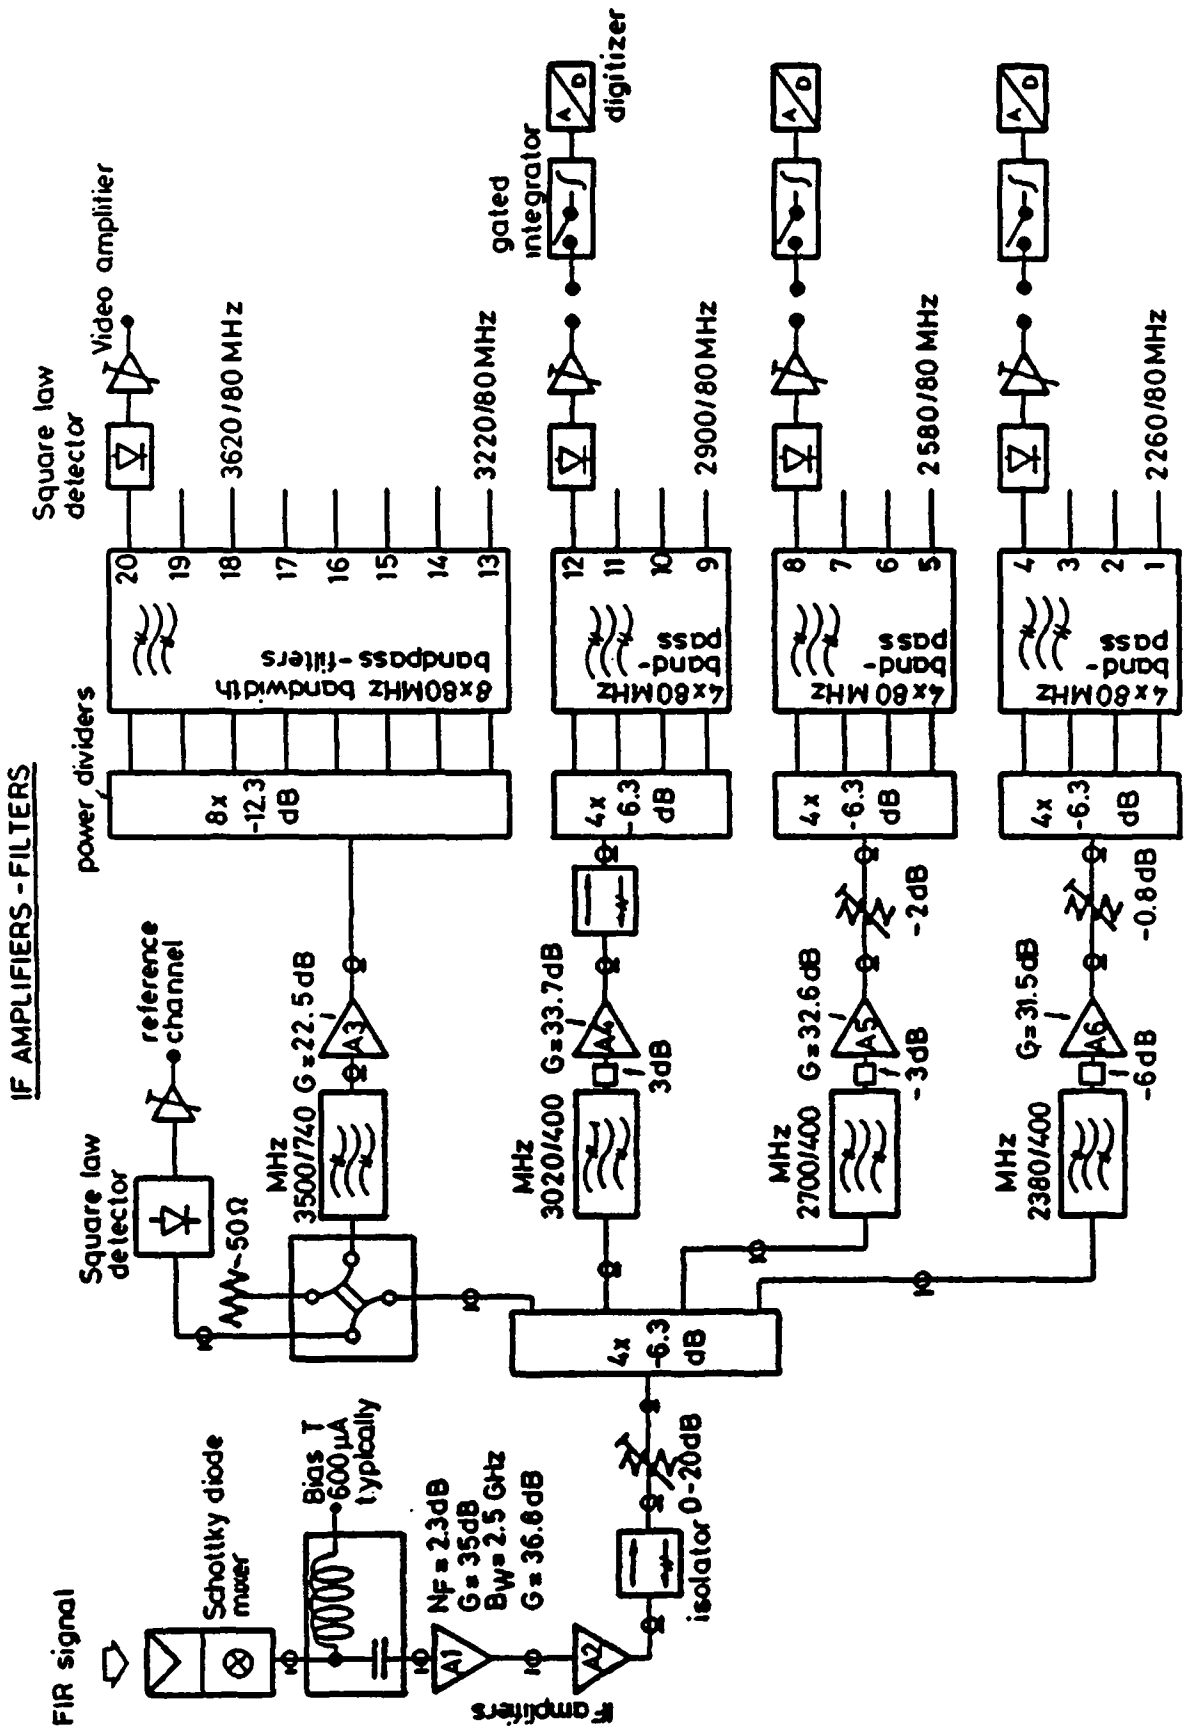 IF AMPLIFIERS - FILTERS
FIR signal
Schottky diode
mixer
Bias T
600µA
typically
A1
NF = 2.3dB
G = 35dB
BW = 2.5 GHz
IF amplifiers
A2
G = 36.8dB
isolator
0-20dB
4x
-6.3
dB
Square law
detector
~50Ω
reference
channel
MHz
3500/740
G = 22.5dB
A3
MHz
3020/400
3dB
G = 33.7dB
A4
MHz
2700/400
-3dB
G = 32.6dB
A5
-2dB
MHz
2380/400
-6dB
G = 31.5dB
A6
-0.8dB
power dividers
8x
-12.3
dB
4x
-6.3
dB
4x
-6.3
dB
4x
-6.3
dB
8x80MHz bandwidth
bandpass-filters
20
19
18
17
16
15
14
13
4x80MHz
band-
pass
12
11
10
9
4x80MHz
band-
pass
8
7
6
5
4x80MHz
band-
pass
4
3
2
1
Square law
detector
Video amplifier
3620/80 MHz
3220/80 MHz
2900/80 MHz
2580/80 MHz
2260/80 MHz
gated
integrator
A/D
digitizer
A/D
A/D